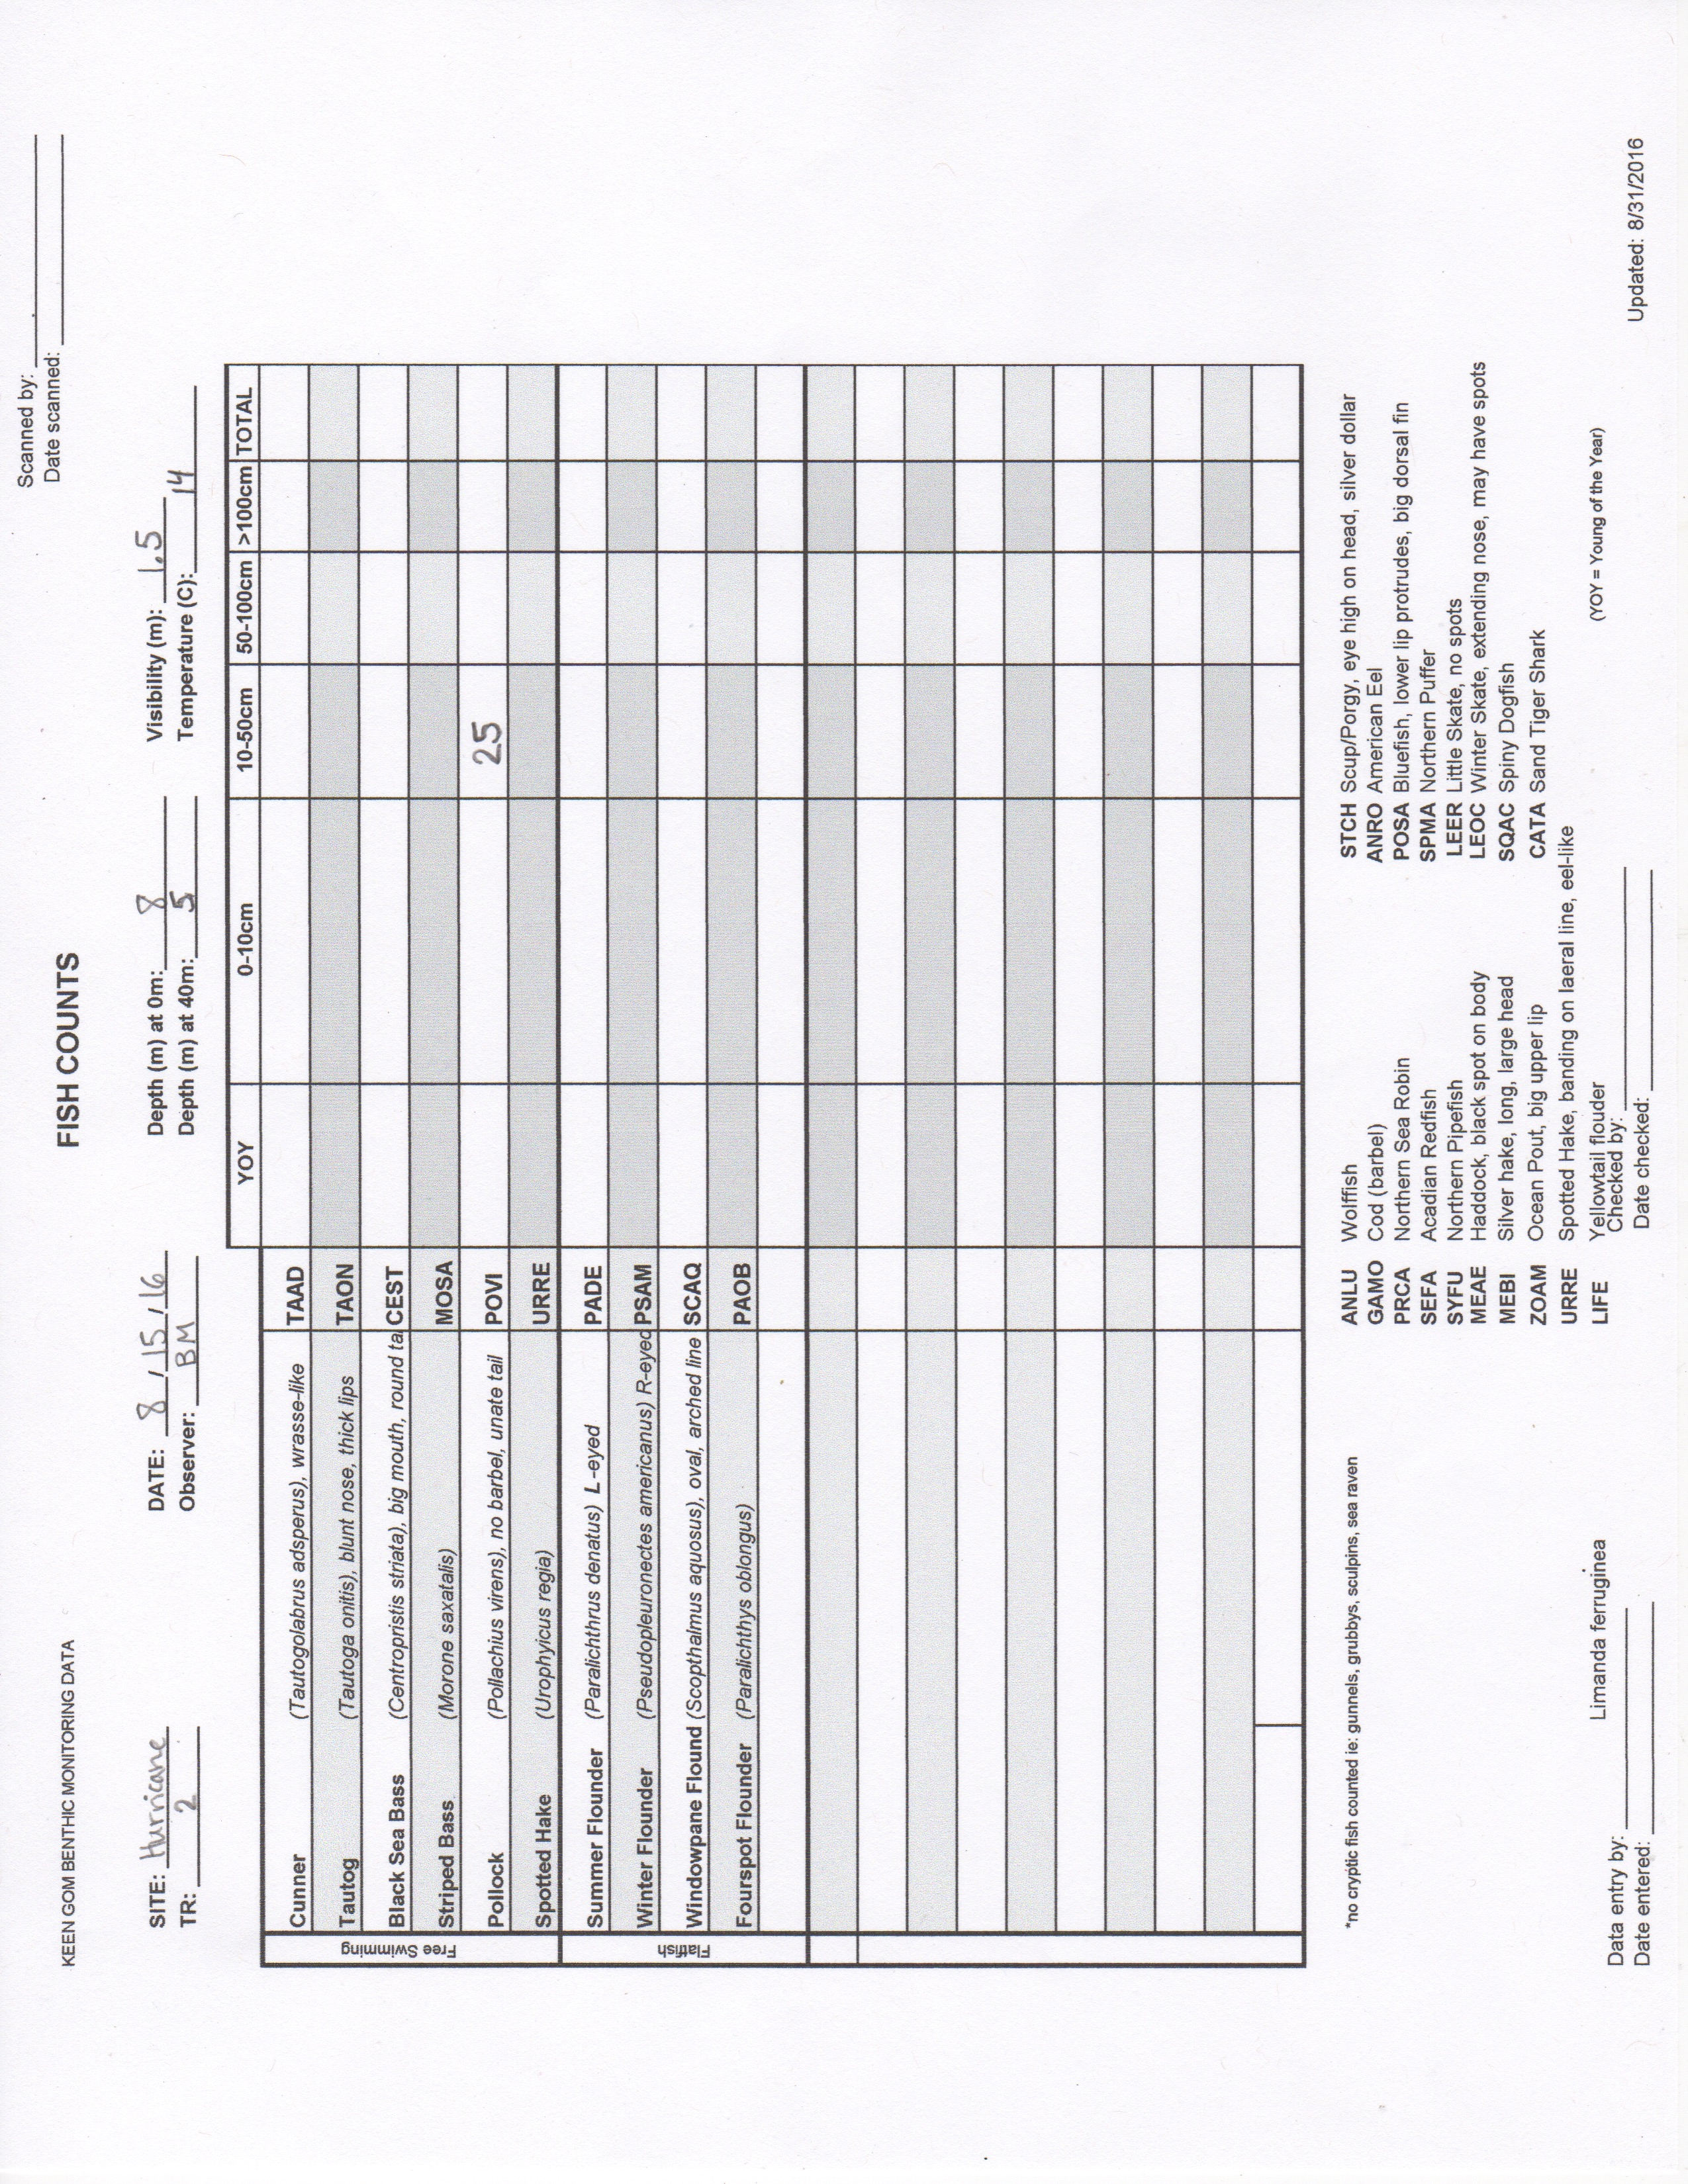 Scanned by:
Date scanned:
KEEN GOM BENTHIC MONITORING DATA
FISH COUNTS
SITE: Hurricane DATE: 8 / 15 / 16 Depth (m) at 0m: 8 Visibility (m): 1.5
TR: 2 Observer: BM Depth (m) at 40m: 5 Temperature (C): 14
YOY 0-10cm 10-50cm 50-100cm >100cm TOTAL
Free Swimming
Cunner (Tautogolabrus adsperus), wrasse-like TAAD
Tautog (Tautoga onitis), blunt nose, thick lips TAON
Black Sea Bass (Centropristis striata), big mouth, round ta CEST
Striped Bass (Morone saxatalis) MOSA
Pollock (Pollachius virens), no barbel, unate tail POVI 25
Spotted Hake (Urophyicus regia) URRE
Flatfish
Summer Flounder (Paralichthrus denatus) L -eyed PADE
Winter Flounder (Pseudopleuronectes americanus) R-eyed PSAM
Windowpane Flound (Scopthalmus aquosus), oval, arched line SCAQ
Fourspot Flounder (Paralichthys oblongus) PAOB
*no cryptic fish counted ie: gunnels, grubbys, sculpins, sea raven
ANLU Wolffish
GAMO Cod (barbel)
PRCA Northern Sea Robin
SEFA Acadian Redfish
SYFU Northern Pipefish
MEAE Haddock, black spot on body
MEBI Silver hake, long, large head
ZOAM Ocean Pout, big upper lip
URRE Spotted Hake, banding on laeral line, eel-like
Limanda ferruginea LIFE Yellowtail flouder
STCH Scup/Porgy, eye high on head, silver dollar
ANRO American Eel
POSA Bluefish, lower lip protrudes, big dorsal fin
SPMA Northern Puffer
LEER Little Skate, no spots
LEOC Winter Skate, extending nose, may have spots
SQAC Spiny Dogfish
CATA Sand Tiger Shark
(YOY = Young of the Year)
Data entry by: Checked by:
Date entered: Date checked: Updated: 8/31/2016